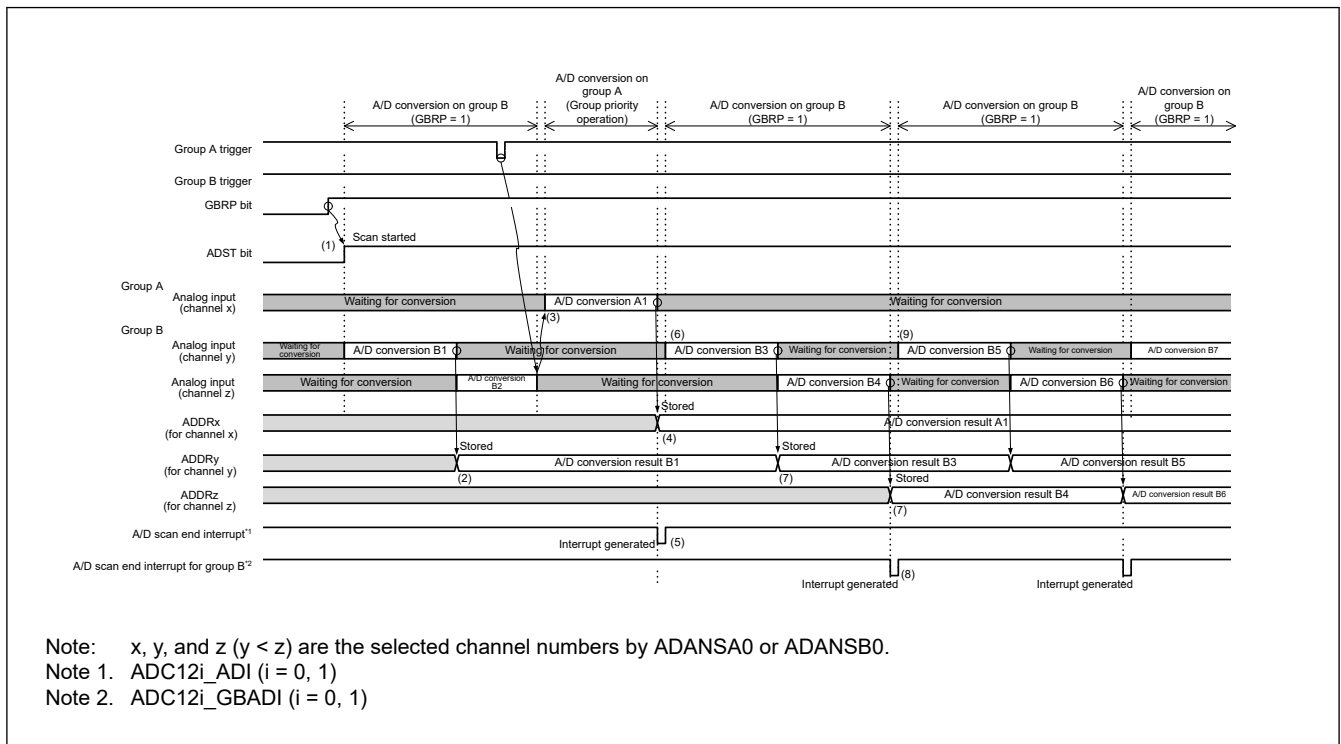 A/D conversion on group B (GBRP = 1)
A/D conversion on group A (Group priority operation)
A/D conversion on group B (GBRP = 1)
A/D conversion on group B (GBRP = 1)
A/D conversion on group B (GBRP = 1)
Group A trigger
Group B trigger
GBRP bit
(1)
Scan started
ADST bit
Group A
Analog input (channel x)
Waiting for conversion
A/D conversion A1
Waiting for conversion
(3)
Group B
(6)
(9)
Analog input (channel y)
Waiting for conversion
A/D conversion B1
Waiting for conversion
A/D conversion B3
Waiting for conversion
A/D conversion B5
Waiting for conversion
A/D conversion B7
Analog input (channel z)
Waiting for conversion
A/D conversion B2
Waiting for conversion
A/D conversion B4
Waiting for conversion
A/D conversion B6
Waiting for conversion
Stored
ADDRx (for channel x)
A/D conversion result A1
(4)
Stored
Stored
ADDRy (for channel y)
A/D conversion result B1
A/D conversion result B3
A/D conversion result B5
(2)
(7)
Stored
ADDRz (for channel z)
A/D conversion result B4
A/D conversion result B6
(7)
A/D scan end interrupt*1
Interrupt generated
(5)
A/D scan end interrupt for group B*2
Interrupt generated
(8)
Interrupt generated
Note: x, y, and z (y < z) are the selected channel numbers by ADANSA0 or ADANSB0.
Note 1. ADC12i_ADI (i = 0, 1)
Note 2. ADC12i_GBADI (i = 0, 1)